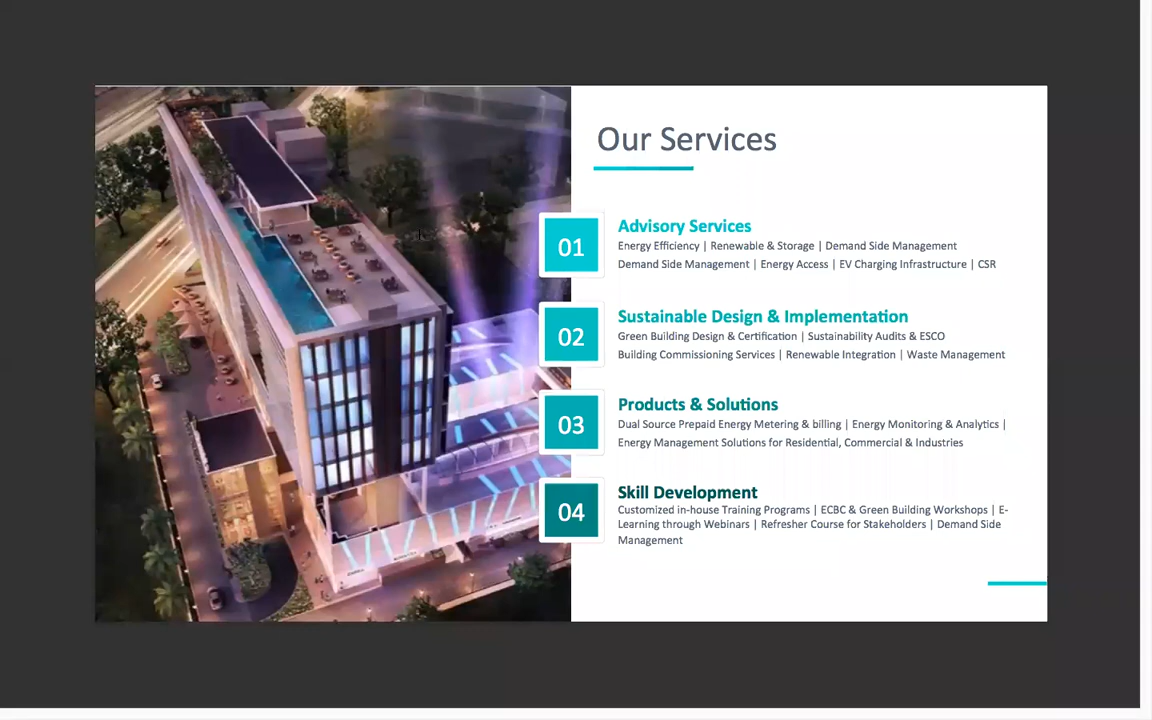 Our Services
01
Advisory Services
Energy Efficiency | Renewable & Storage | Demand Side Management
Demand Side Management | Energy Access | EV Charging Infrastructure | CSR
02
Sustainable Design & Implementation
Green Building Design & Certification | Sustainability Audits & ESCO
Building Commissioning Services | Renewable Integration | Waste Management
03
Products & Solutions
Dual Source Prepaid Energy Metering & billing | Energy Monitoring & Analytics |
Energy Management Solutions for Residential, Commercial & Industries
04
Skill Development
Customized in-house Training Programs | ECBC & Green Building Workshops | E-
Learning through Webinars | Refresher Course for Stakeholders | Demand Side
Management